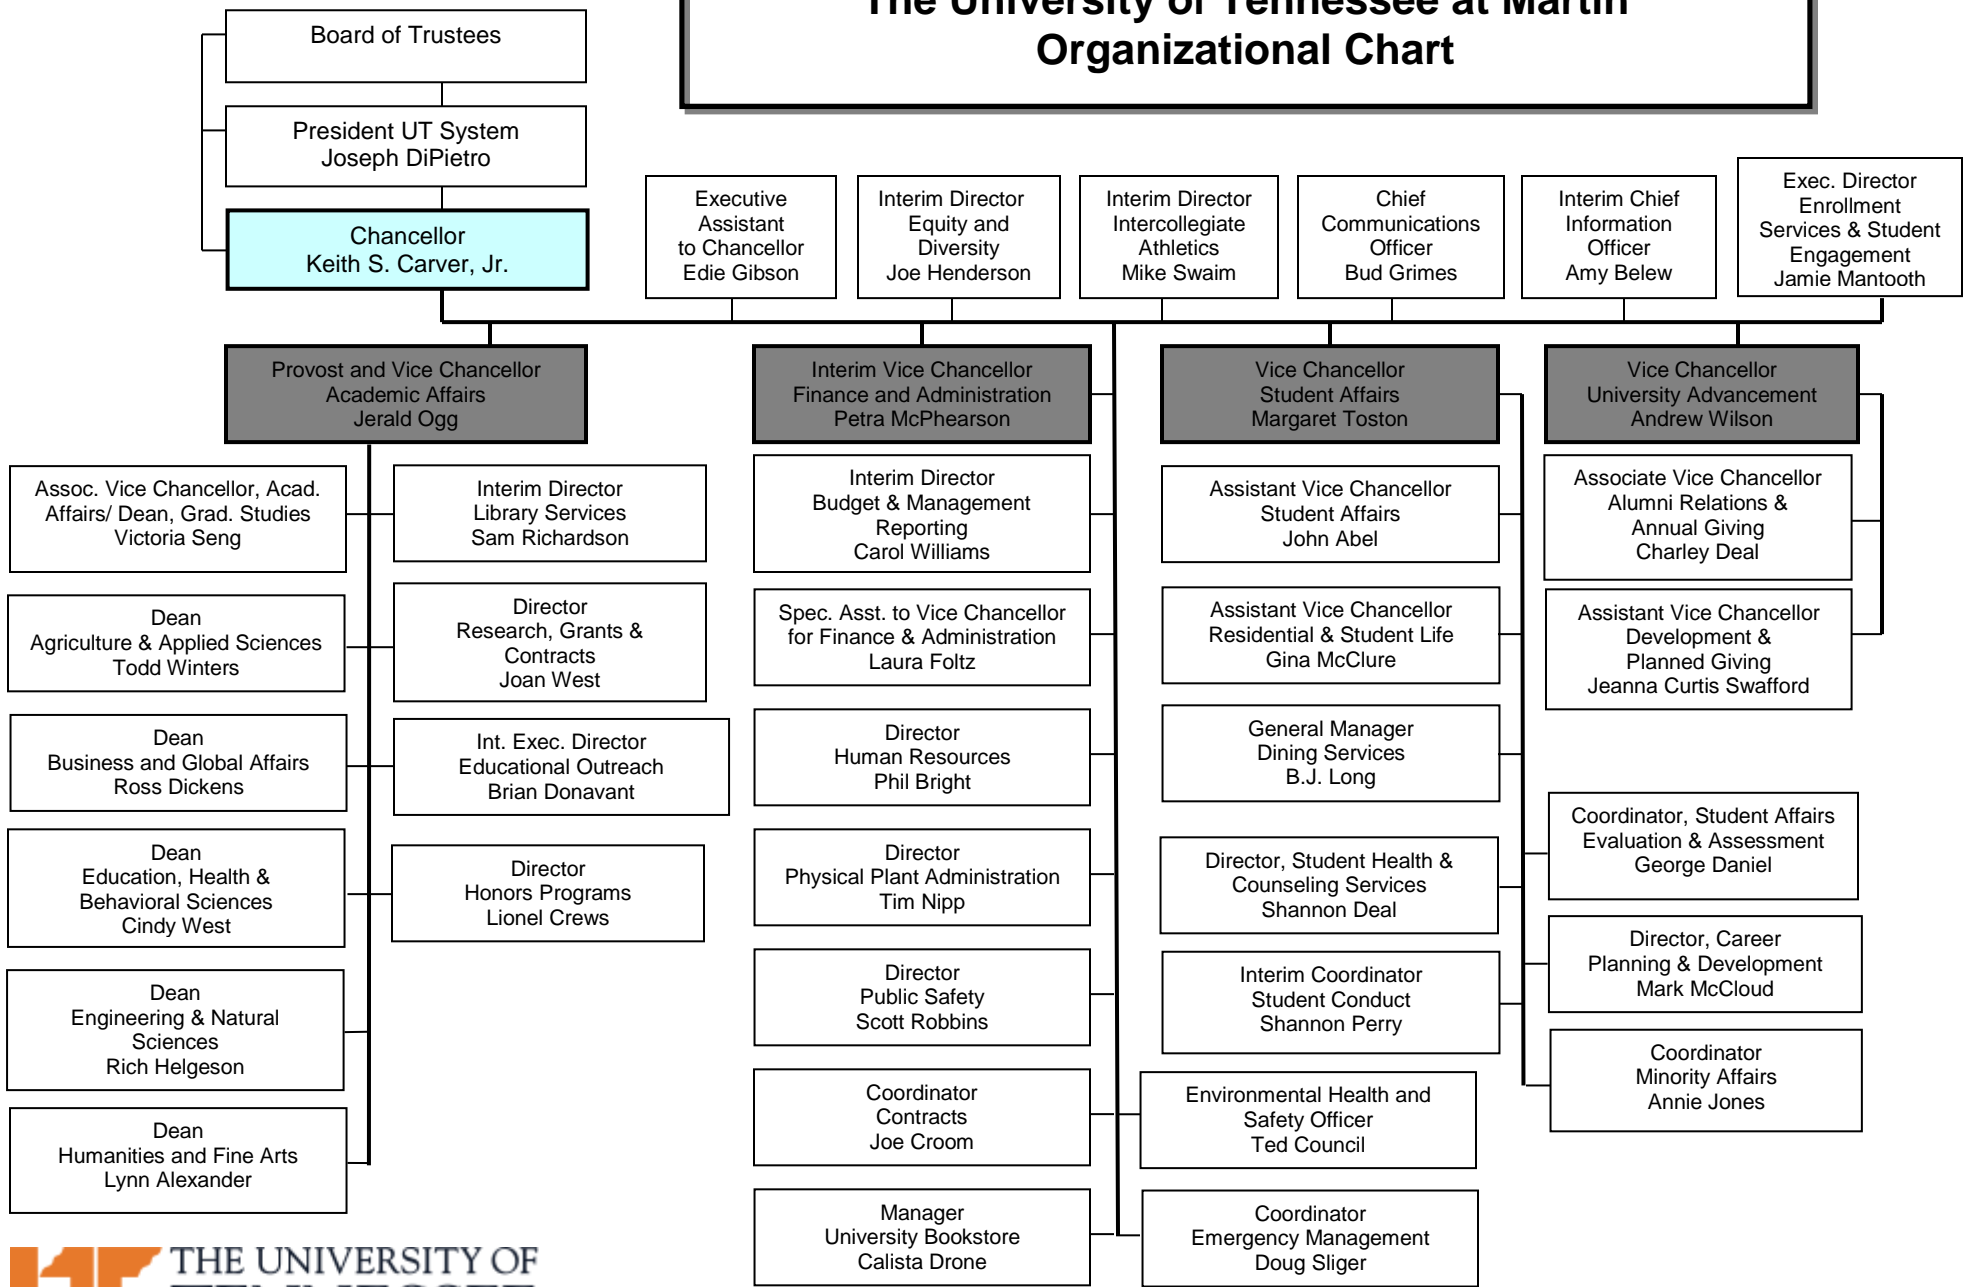 The University of Tennessee at Martin
Organizational Chart
Board of Trustees
President UT System
Joseph DiPietro
Chancellor
Keith S. Carver, Jr.
Executive
Assistant
to Chancellor
Edie Gibson
Interim Director
Equity and
Diversity
Joe Henderson
Interim Director
Intercollegiate
Athletics
Mike Swaim
Chief
Communications
Officer
Bud Grimes
Interim Chief
Information
Officer
Amy Belew
Exec. Director
Enrollment
Services & Student
Engagement
Jamie Mantooth
Provost and Vice Chancellor
Academic Affairs
Jerald Ogg
Interim Vice Chancellor
Finance and Administration
Petra McPhearson
Vice Chancellor
Student Affairs
Margaret Toston
Vice Chancellor
University Advancement
Andrew Wilson
Assoc. Vice Chancellor, Acad.
Affairs/ Dean, Grad. Studies
Victoria Seng
Dean
Agriculture & Applied Sciences
Todd Winters
Dean
Business and Global Affairs
Ross Dickens
Dean
Education, Health &
Behavioral Sciences
Cindy West
Dean
Engineering & Natural
Sciences
Rich Helgeson
Dean
Humanities and Fine Arts
Lynn Alexander
Interim Director
Library Services
Sam Richardson
Director
Research, Grants &
Contracts
Joan West
Int. Exec. Director
Educational Outreach
Brian Donavant
Director
Honors Programs
Lionel Crews
Interim Director
Budget & Management
Reporting
Carol Williams
Spec. Asst. to Vice Chancellor
for Finance & Administration
Laura Foltz
Director
Human Resources
Phil Bright
Director
Physical Plant Administration
Tim Nipp
Director
Public Safety
Scott Robbins
Coordinator
Contracts
Joe Croom
Manager
University Bookstore
Calista Drone
Environmental Health and
Safety Officer
Ted Council
Coordinator
Emergency Management
Doug Sliger
Assistant Vice Chancellor
Student Affairs
John Abel
Assistant Vice Chancellor
Residential & Student Life
Gina McClure
General Manager
Dining Services
B.J. Long
Director, Student Health &
Counseling Services
Shannon Deal
Interim Coordinator
Student Conduct
Shannon Perry
Coordinator, Student Affairs
Evaluation & Assessment
George Daniel
Director, Career
Planning & Development
Mark McCloud
Coordinator
Minority Affairs
Annie Jones
Associate Vice Chancellor
Alumni Relations &
Annual Giving
Charley Deal
Assistant Vice Chancellor
Development &
Planned Giving
Jeanna Curtis Swafford
THE UNIVERSITY OF